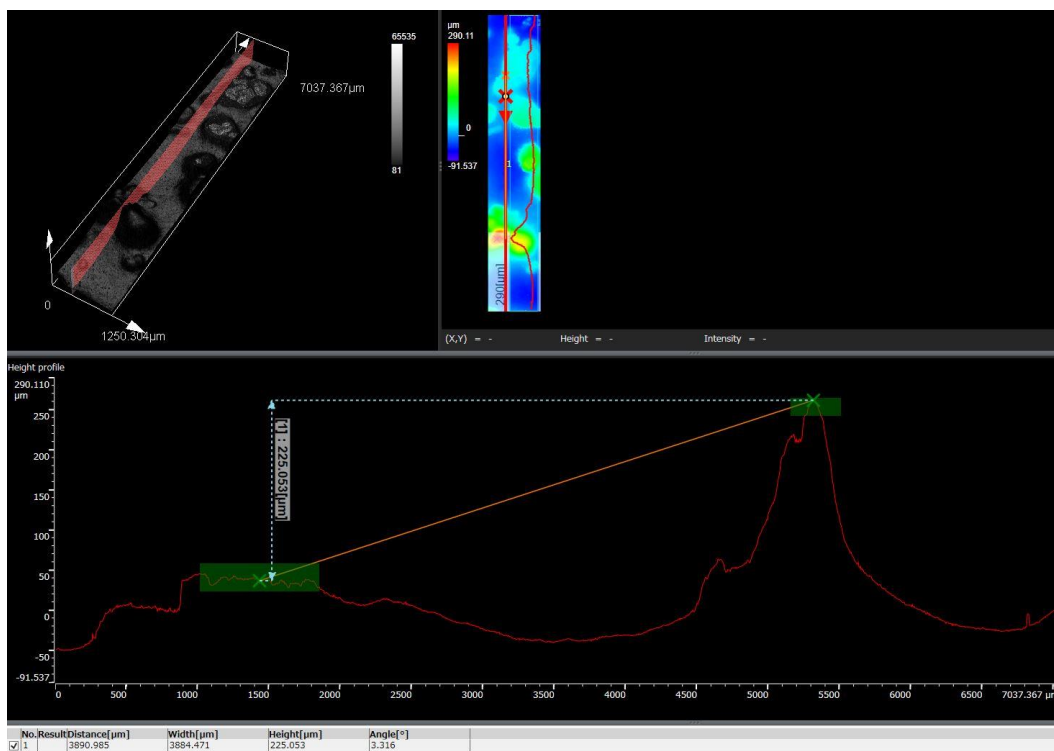 65535
81
7037.367µm
0
1250.304µm
µm
290.11
0
-91.537
1
290[µm]
(X,Y) = - Height = - Intensity = -
Height profile
290.110
µm
250
200
150
100
50
0
-50
-91.537
[1] : 225.053[µm]
0 500 1000 1500 2000 2500 3000 3500 4000 4500 5000 5500 6000 6500 7037.367 µm
No. Result Distance[µm] Width[µm] Height[µm] Angle[°]
1 3890.985 3884.471 225.053 3.316